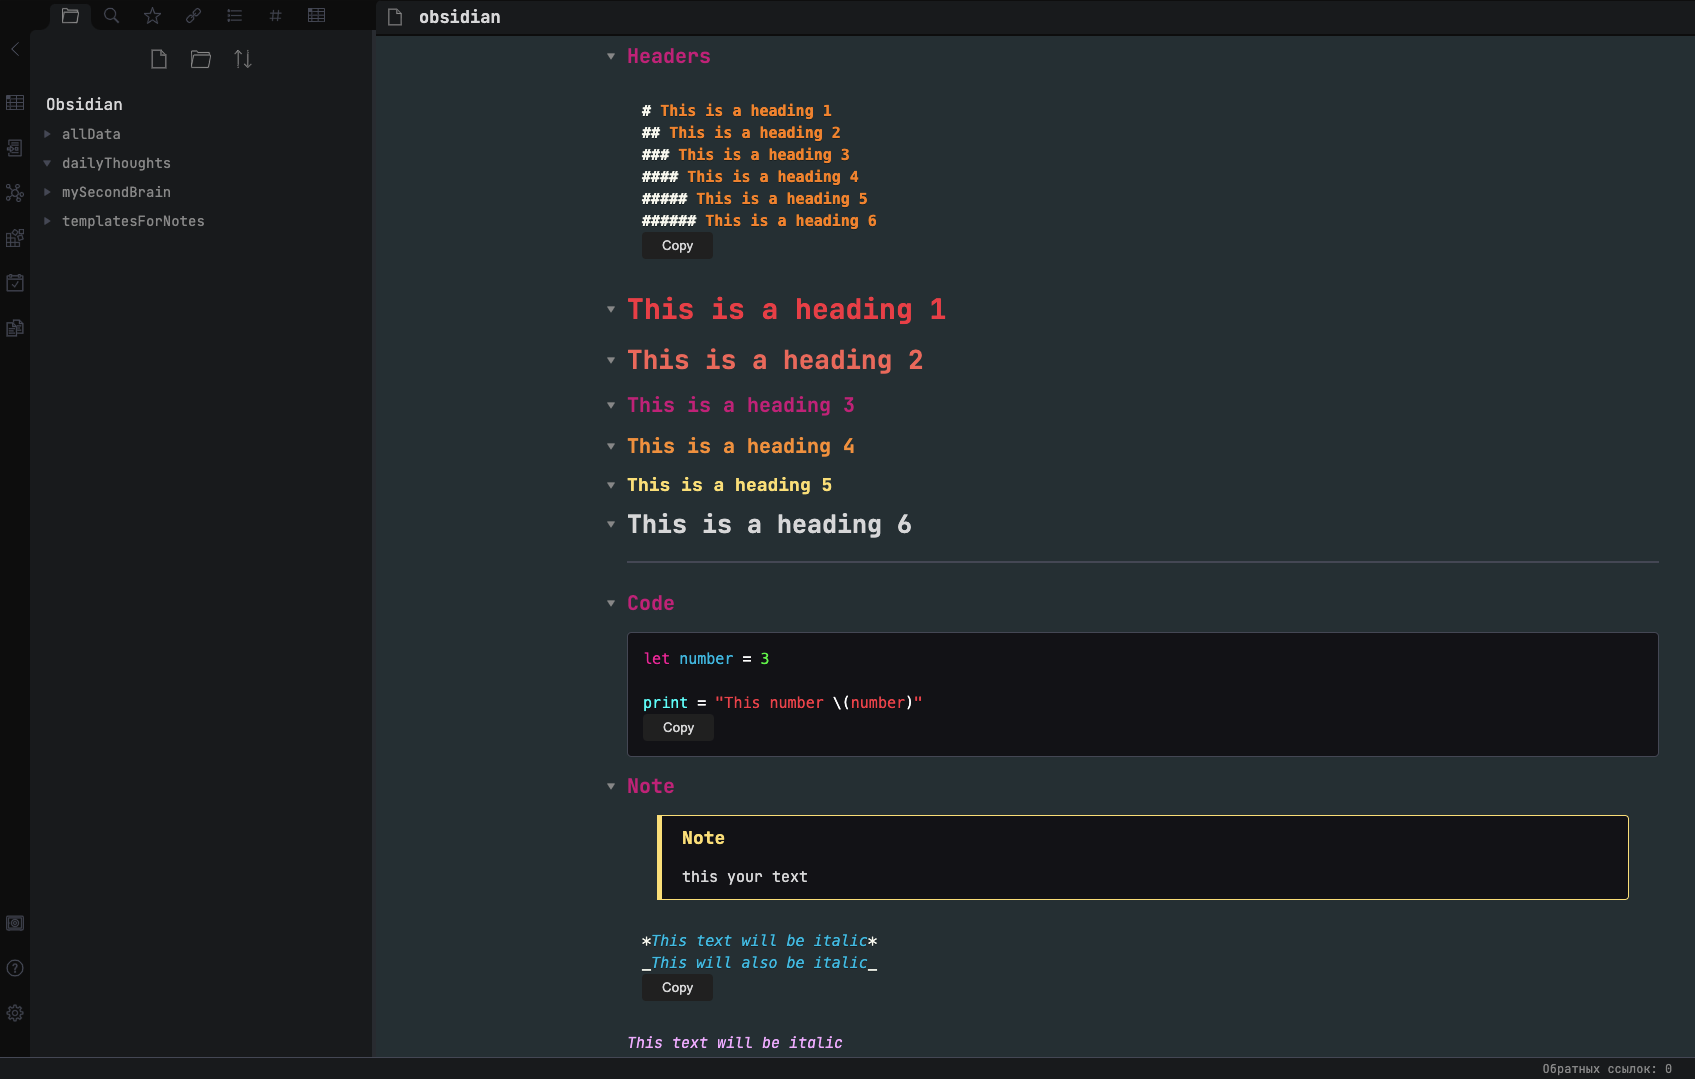 obsidian
Obsidian
allData
dailyThoughts
mySecondBrain
templatesForNotes
Headers
# This is a heading 1
## This is a heading 2
### This is a heading 3
#### This is a heading 4
##### This is a heading 5
###### This is a heading 6
Copy
This is a heading 1
This is a heading 2
This is a heading 3
This is a heading 4
This is a heading 5
This is a heading 6
Code
let number = 3
print = "This number \(number)"
Copy
Note
Note
this your text
*This text will be italic*
_This will also be italic_
Copy
This text will be italic
Обратных ссылок: 0